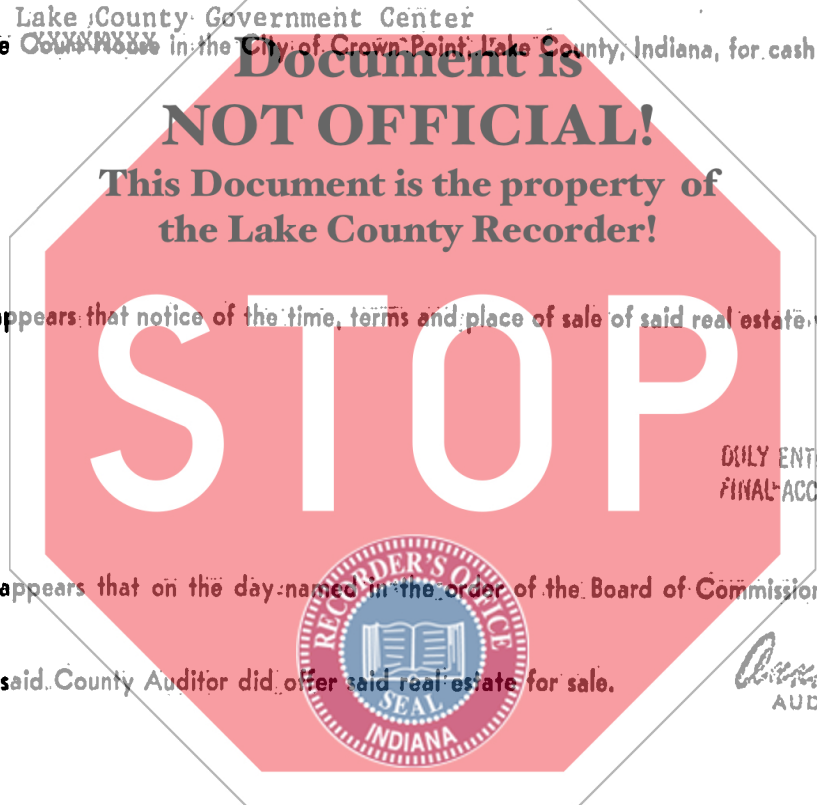 Lake County Government Center
e Court House in the City of Crown Point, Lake County, Indiana, for cash
Document is
NOT OFFICIAL!
This Document is the property of
the Lake County Recorder!
appears that notice of the time, terms and place of sale of said real estate
STOP
DULY ENT
FINAL ACC
appears that on the day named in the order of the Board of Commission
RECORDER'S OFFICE
said County Auditor did offer said real estate for sale.
SEAL
AUD
INDIANA